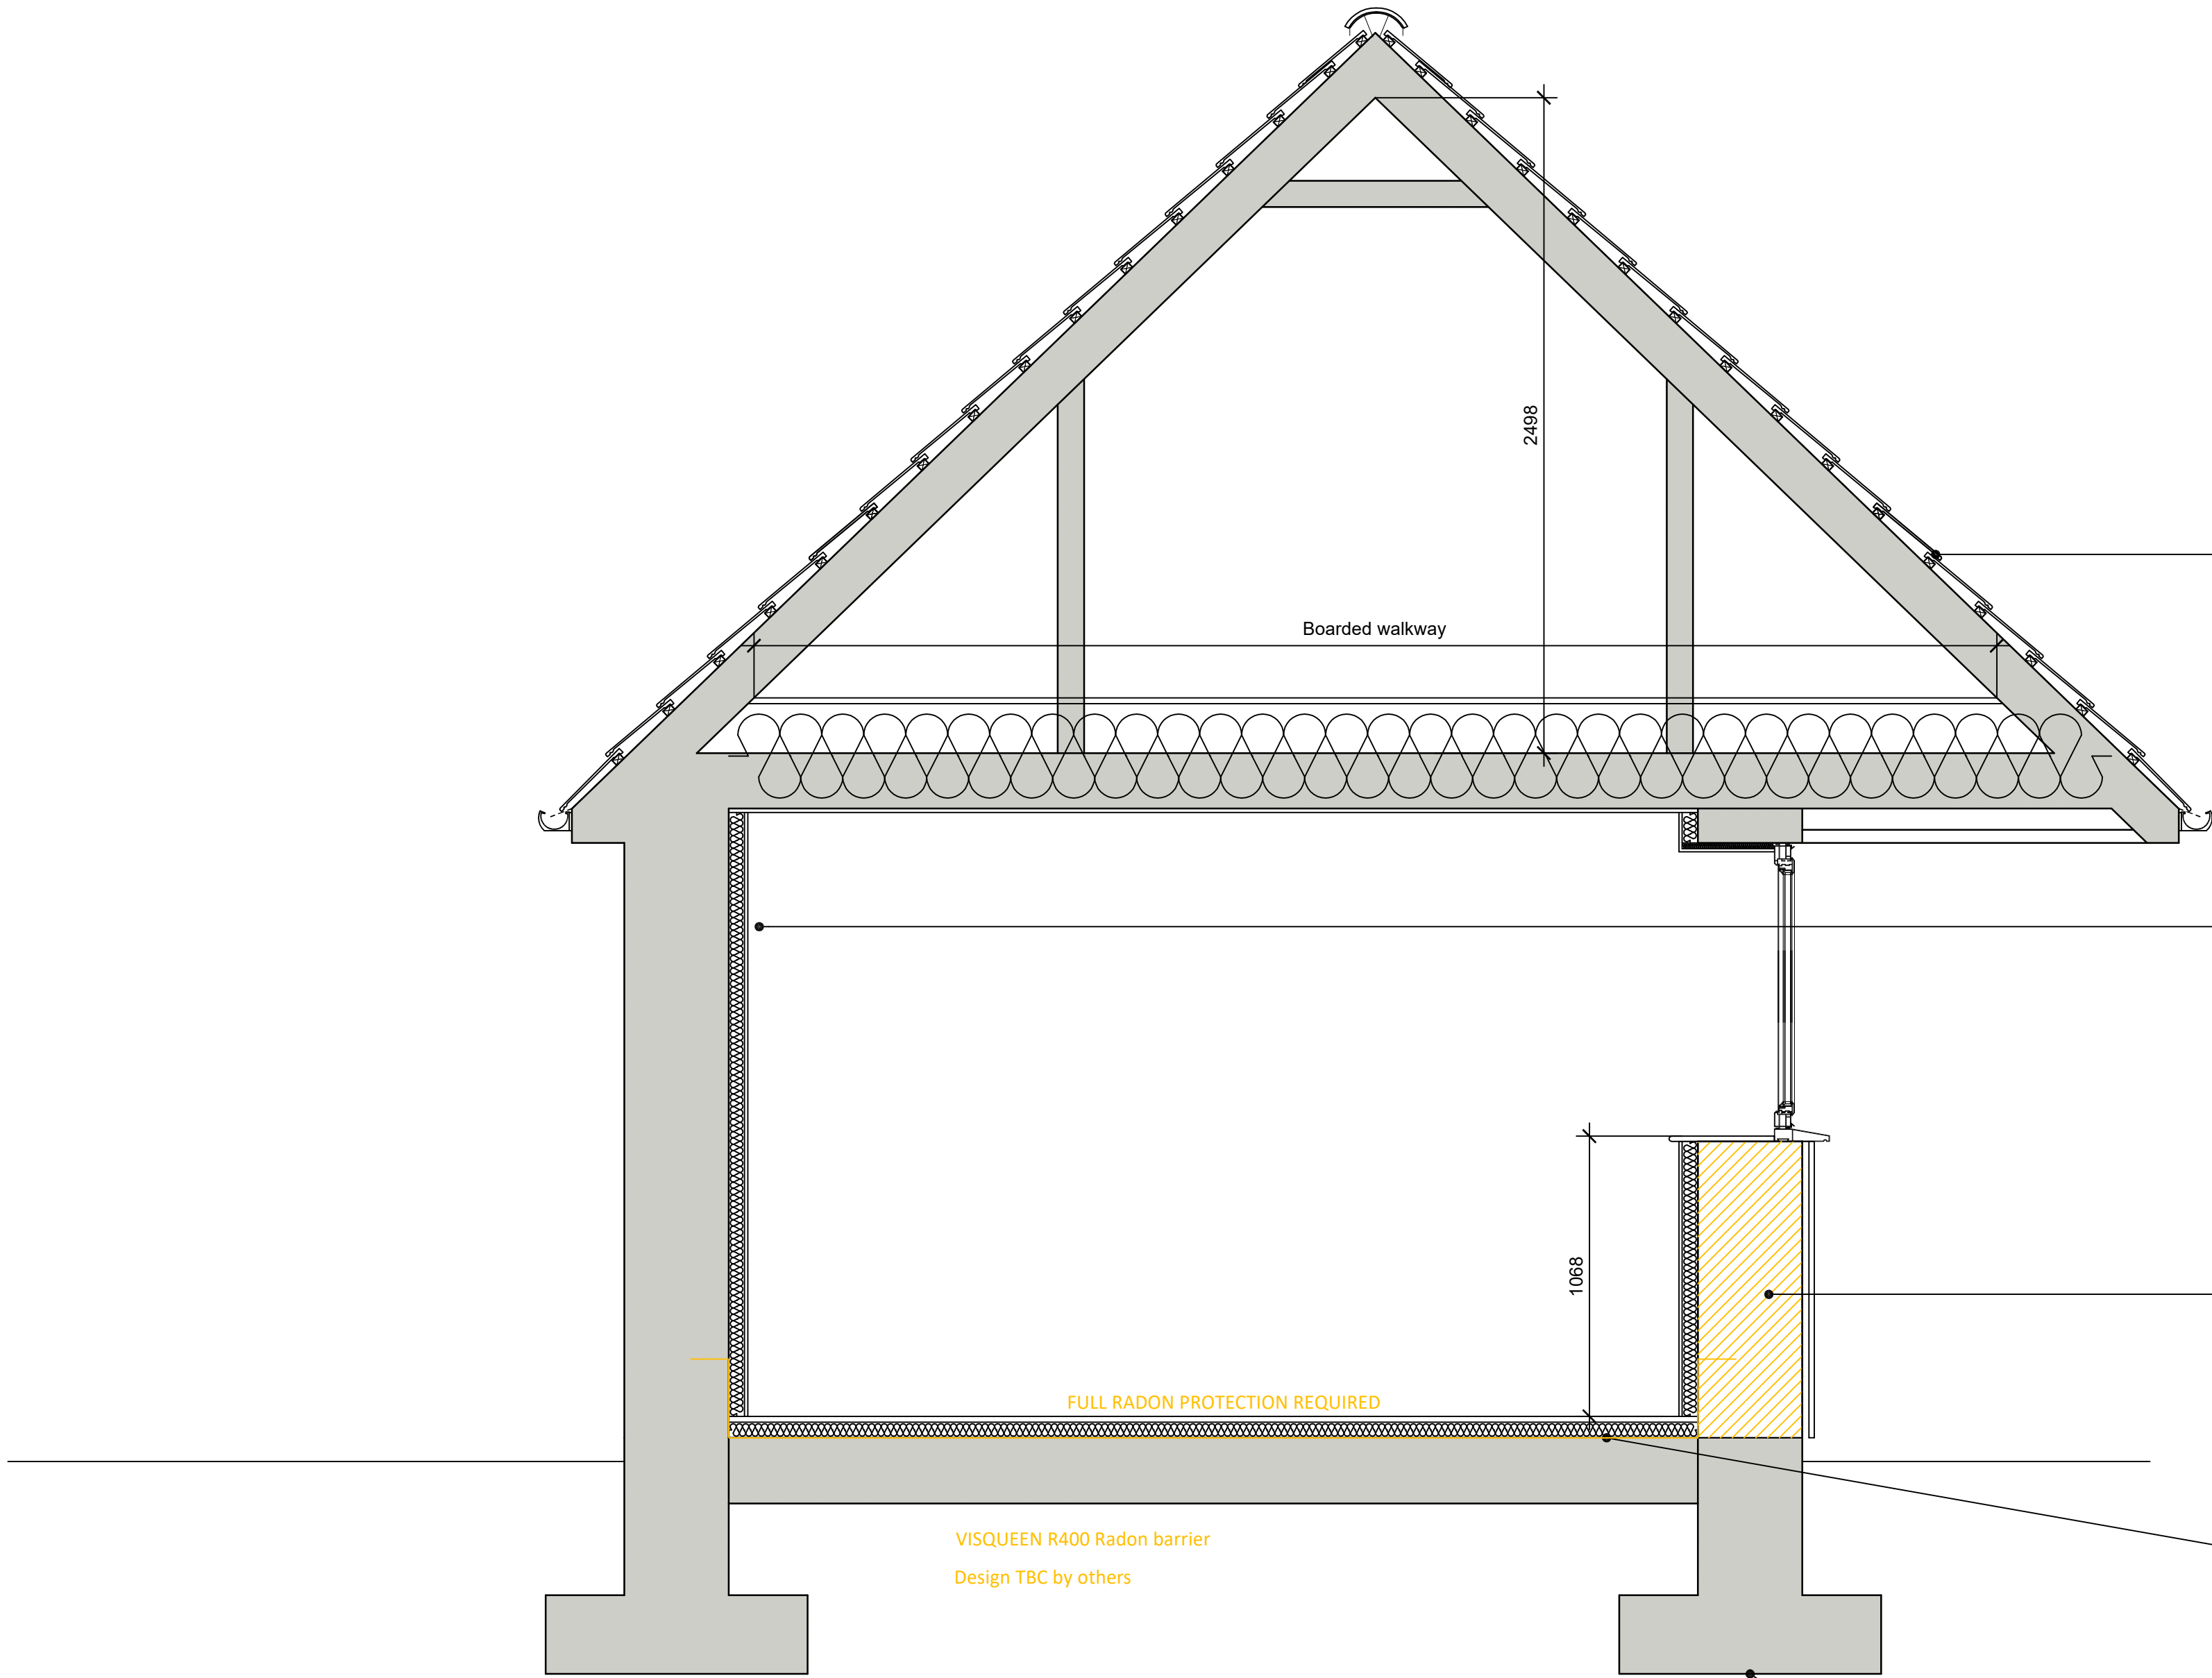 2498
Boarded walkway
1068
FULL RADON PROTECTION REQUIRED
VISQUEEN R400 Radon barrier
Design TBC by others